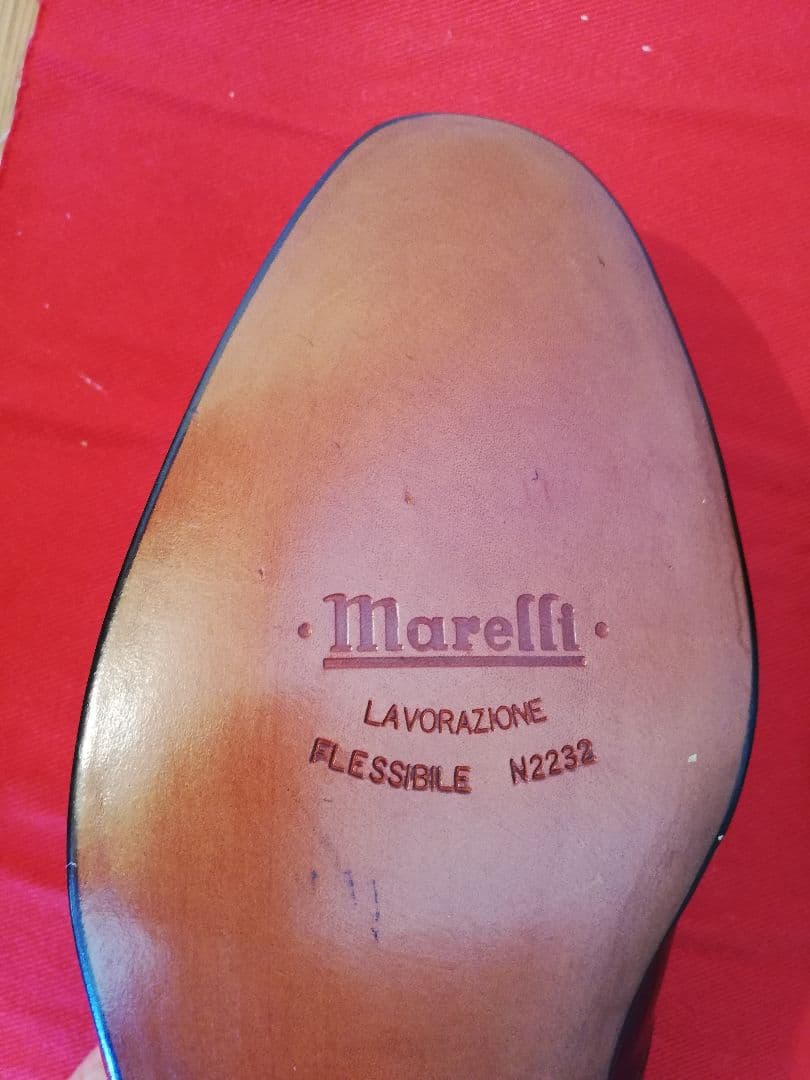 • Marelli •
LAVORAZIONE
FLESSIBILE N2232